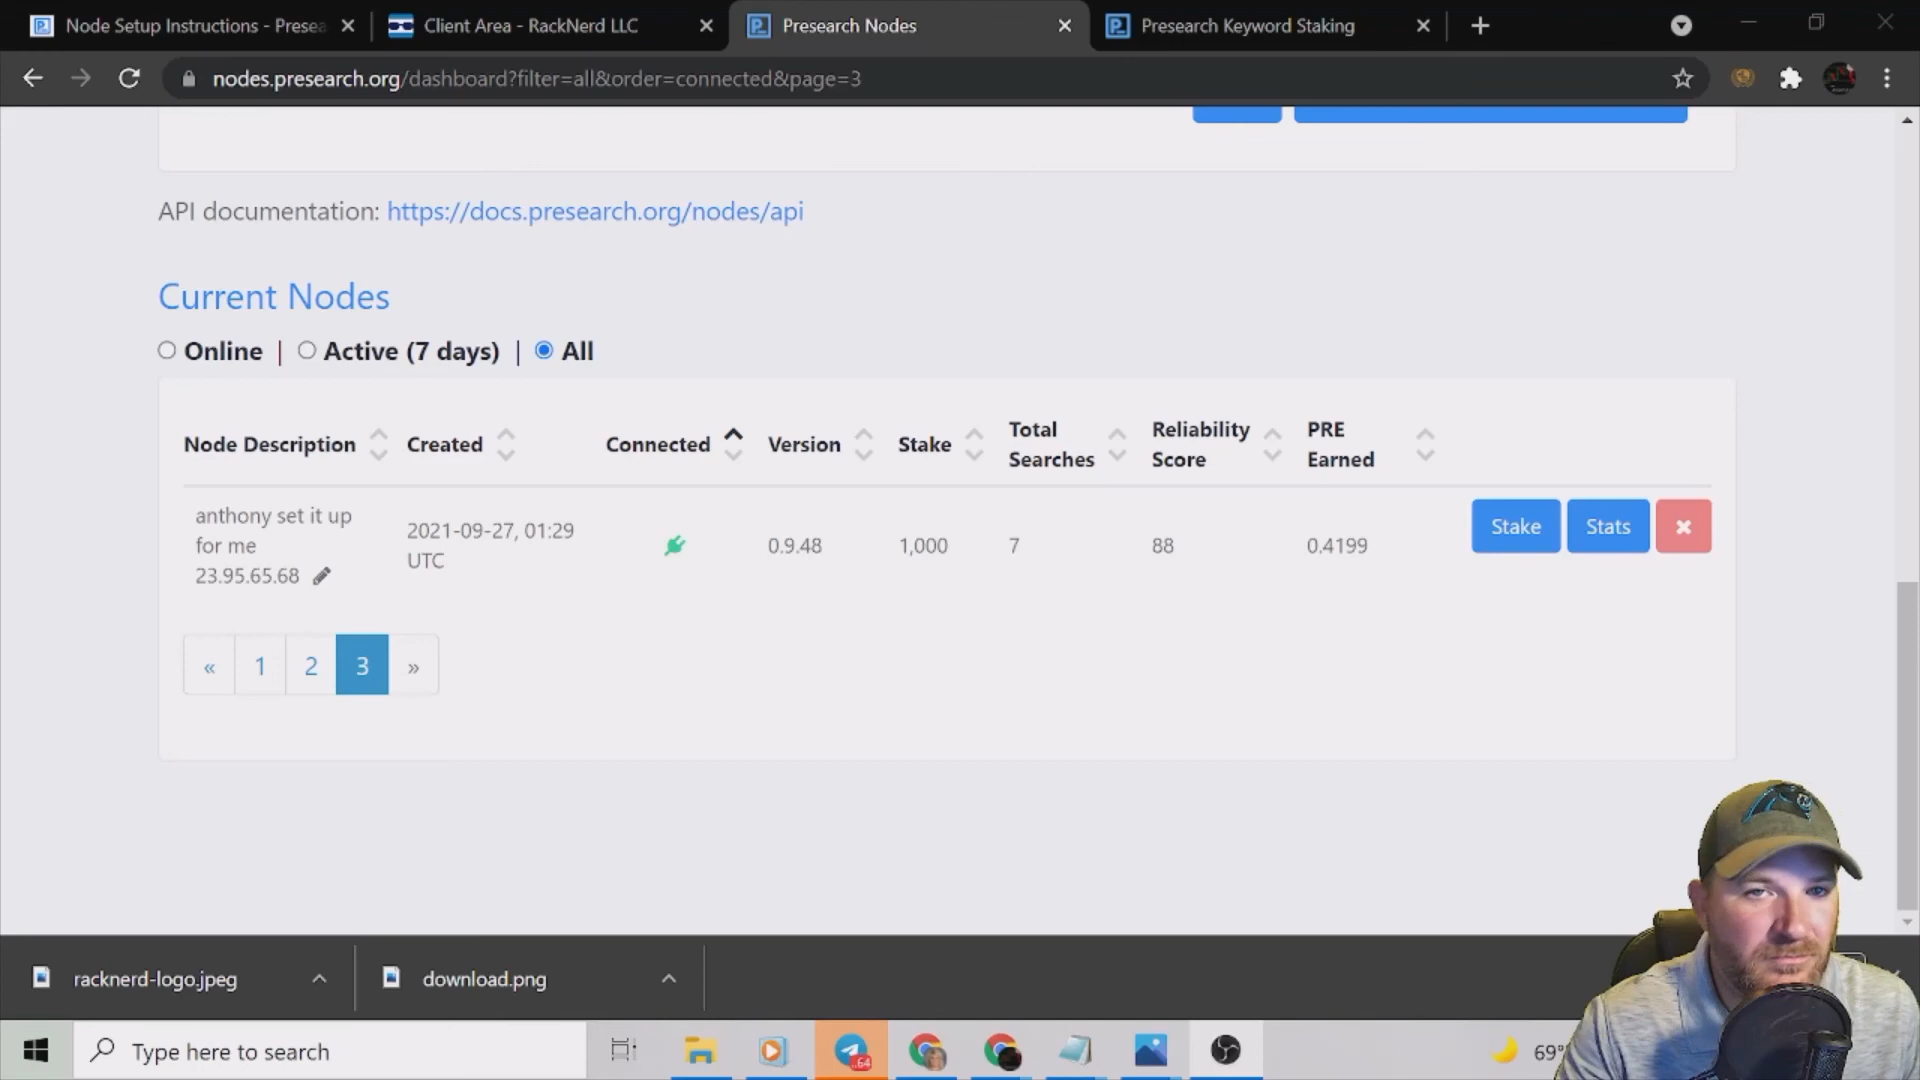 Node Setup Instructions - Presea
Client Area - RackNerd LLC
Presearch Nodes
Presearch Keyword Staking
nodes.presearch.org/dashboard?filter=all&order=connected&page=3
API documentation: https://docs.presearch.org/nodes/api
Current Nodes
Online | Active (7 days) | All
Node Description Created Connected Version Stake Total Searches Reliability Score PRE Earned
anthony set it up
for me
23.95.65.68
2021-09-27, 01:29
UTC
0.9.48
1,000
7
88
0.4199
Stake
Stats
« 1 2 3 »
racknerd-logo.jpeg
download.png
Type here to search
64
69°